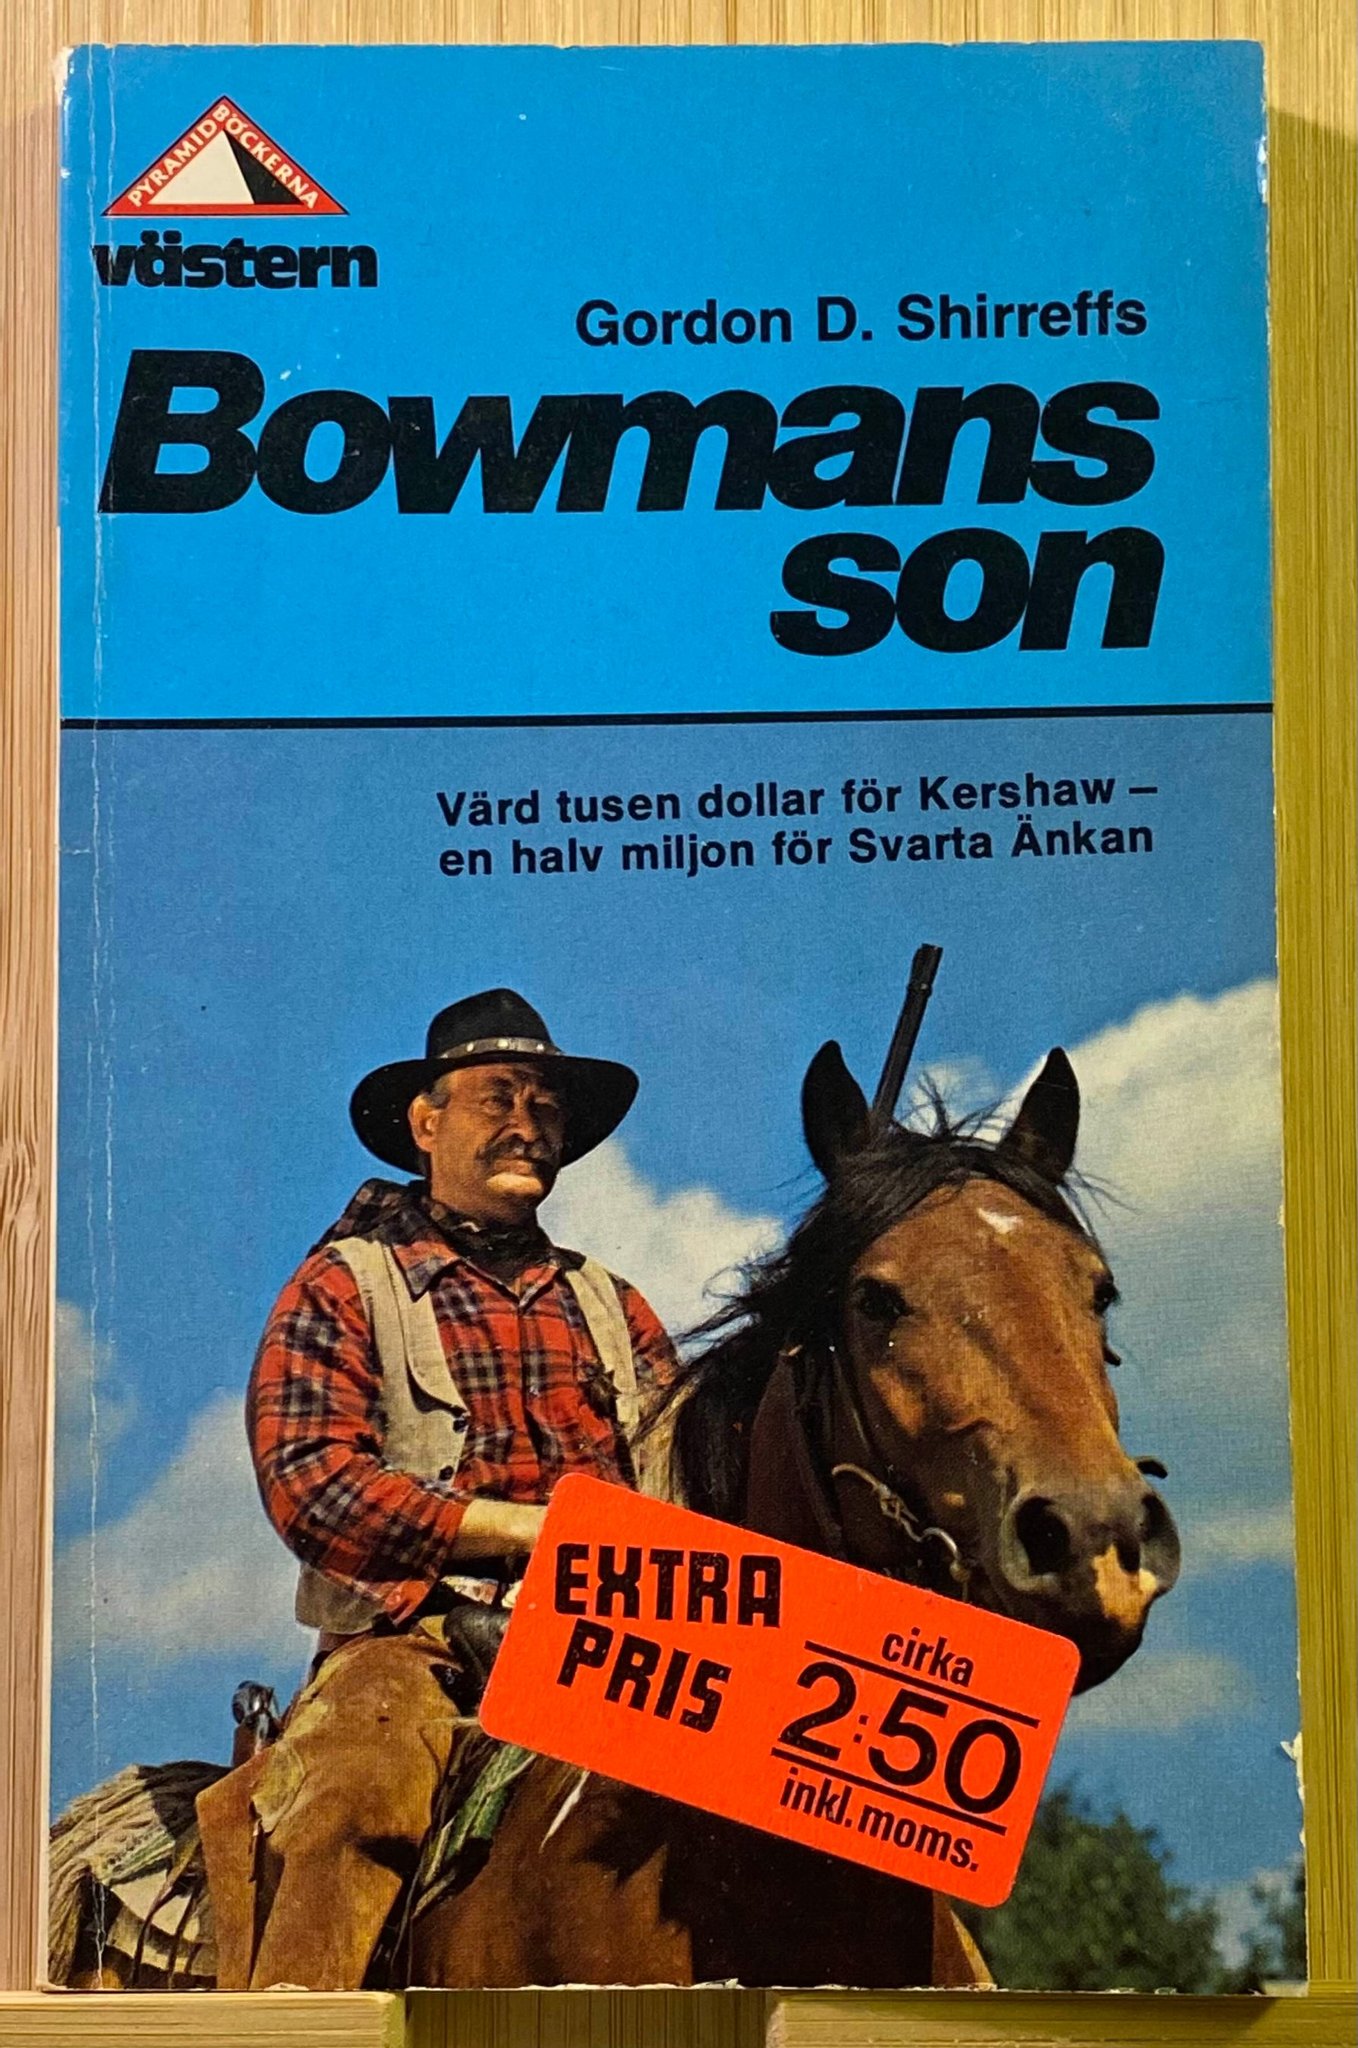 PYRAMIDBÖCKERNA
västern
Gordon D. Shirreffs
Bowmans
son
Värd tusen dollar för Kershaw –
en halv miljon för Svarta Änkan
EXTRA
PRIS
cirka
2:50
inkl. moms.